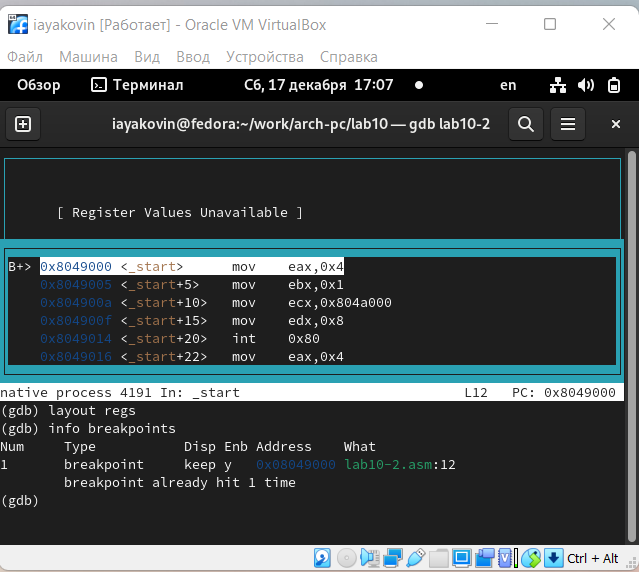 iayakovin [Работает] - Oracle VM VirtualBox
Файл Машина Вид Ввод Устройства Справка
Обзор Терминал Сб, 17 декабря 17:07 en
iayakovin@fedora:~/work/arch-pc/lab10 — gdb lab10-2
[ Register Values Unavailable ]
B+> 0x8049000 <_start> mov eax,0x4
0x8049005 <_start+5> mov ebx,0x1
0x804900a <_start+10> mov ecx,0x804a000
0x804900f <_start+15> mov edx,0x8
0x8049014 <_start+20> int 0x80
0x8049016 <_start+22> mov eax,0x4
native process 4191 In: _start L12 PC: 0x8049000
(gdb) layout regs
(gdb) info breakpoints
Num Type Disp Enb Address What
1 breakpoint keep y 0x08049000 lab10-2.asm:12
breakpoint already hit 1 time
(gdb)
Ctrl + Alt